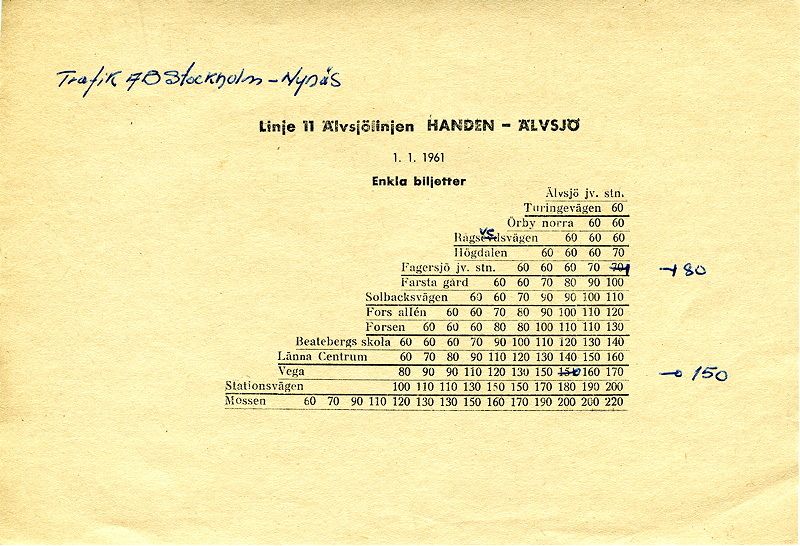 Trafik AB Stockholm - Nynäs
Linje 11 Älvsjölinjen HANDEN - ÄLVSJÖ
1. 1. 1961
Enkla biljetter
Älvsjö jv. stn.
Turingevägen 60
Örby norra 60 60
vs
Rågsvedsvägen 60 60 60
Högdalen 60 60 60 70
Fagersjö jv. stn. 60 60 60 70 70 → 80
Farsta gård 60 60 70 80 90 100
Solbacksvägen 60 60 70 90 90 100 110
Fors allén 60 60 70 80 90 100 110 120
Forsen 60 60 60 80 80 100 110 110 130
Beatebergs skola 60 60 60 70 90 100 110 120 130 140
Länna Centrum 60 70 80 90 110 120 130 140 150 160
Vega 80 90 90 110 120 130 150 150 160 170 → 150
Stationsvägen 100 110 110 130 150 150 170 180 190 200
Mossen 60 70 90 110 120 130 130 150 160 170 190 200 200 220